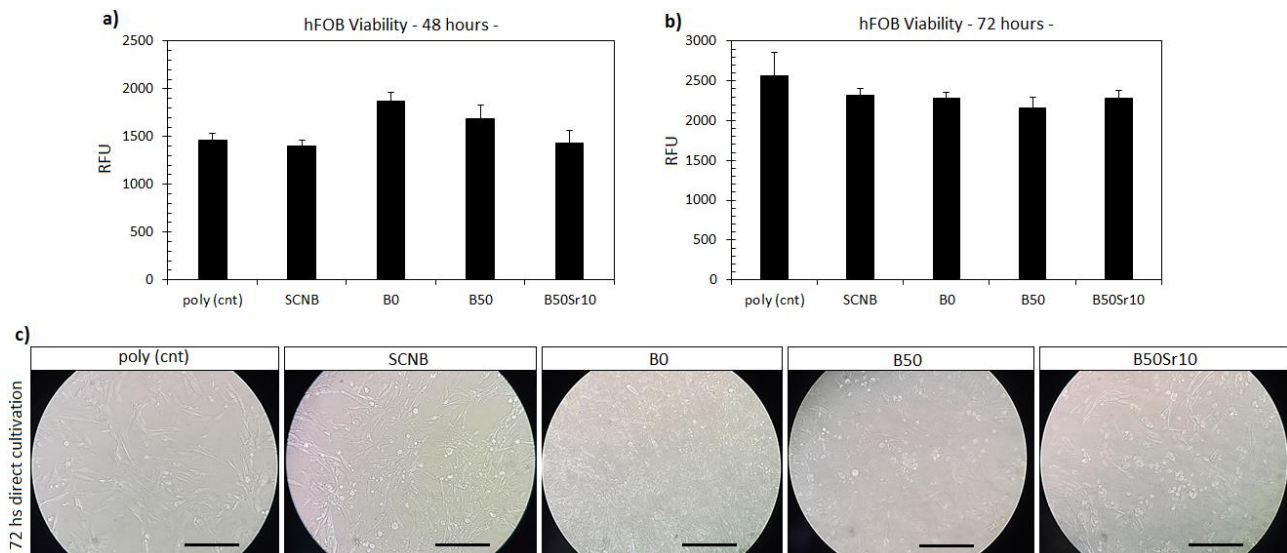 a)
hFOB Viability - 48 hours -
2500
2000
1500
1000
500
0
RFU
poly (cnt) SCNB B0 B50 B50Sr10
b)
hFOB Viability - 72 hours -
3000
2500
2000
1500
1000
500
0
RFU
poly (cnt) SCNB B0 B50 B50Sr10
c)
poly (cnt) SCNB B0 B50 B50Sr10
72 hs direct cultivation